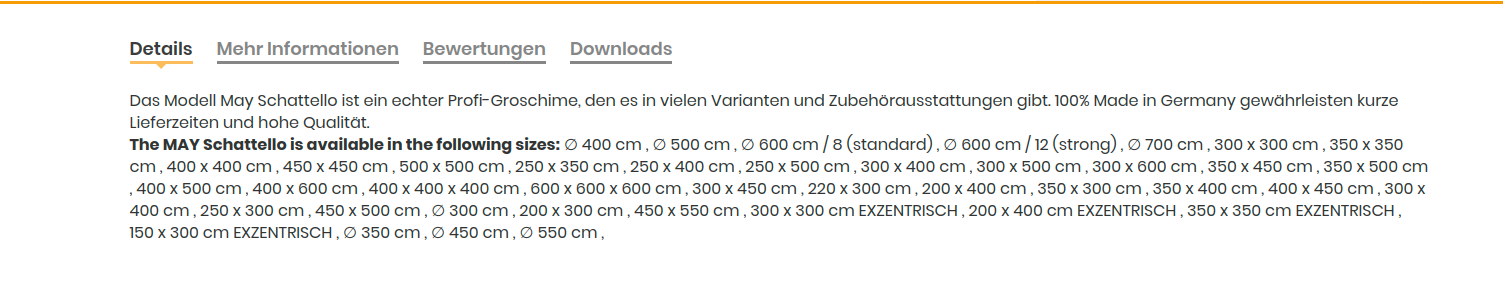 Details Mehr Informationen Bewertungen Downloads
Das Modell May Schattello ist ein echter Profi-Groschime, den es in vielen Varianten und Zubehörausstattungen gibt. 100% Made in Germany gewährleisten kurze
Lieferzeiten und hohe Qualität.
The MAY Schattello is available in the following sizes: ∅ 400 cm , ∅ 500 cm , ∅ 600 cm / 8 (standard) , ∅ 600 cm / 12 (strong) , ∅ 700 cm , 300 x 300 cm , 350 x 350
cm , 400 x 400 cm , 450 x 450 cm , 500 x 500 cm , 250 x 350 cm , 250 x 400 cm , 250 x 500 cm , 300 x 400 cm , 300 x 500 cm , 300 x 600 cm , 350 x 450 cm , 350 x 500 cm
, 400 x 500 cm , 400 x 600 cm , 400 x 400 x 400 cm , 600 x 600 x 600 cm , 300 x 450 cm , 220 x 300 cm , 200 x 400 cm , 350 x 300 cm , 350 x 400 cm , 400 x 450 cm , 300 x
400 cm , 250 x 300 cm , 450 x 500 cm , ∅ 300 cm , 200 x 300 cm , 450 x 550 cm , 300 x 300 cm EXZENTRISCH , 200 x 400 cm EXZENTRISCH , 350 x 350 cm EXZENTRISCH ,
150 x 300 cm EXZENTRISCH , ∅ 350 cm , ∅ 450 cm , ∅ 550 cm ,